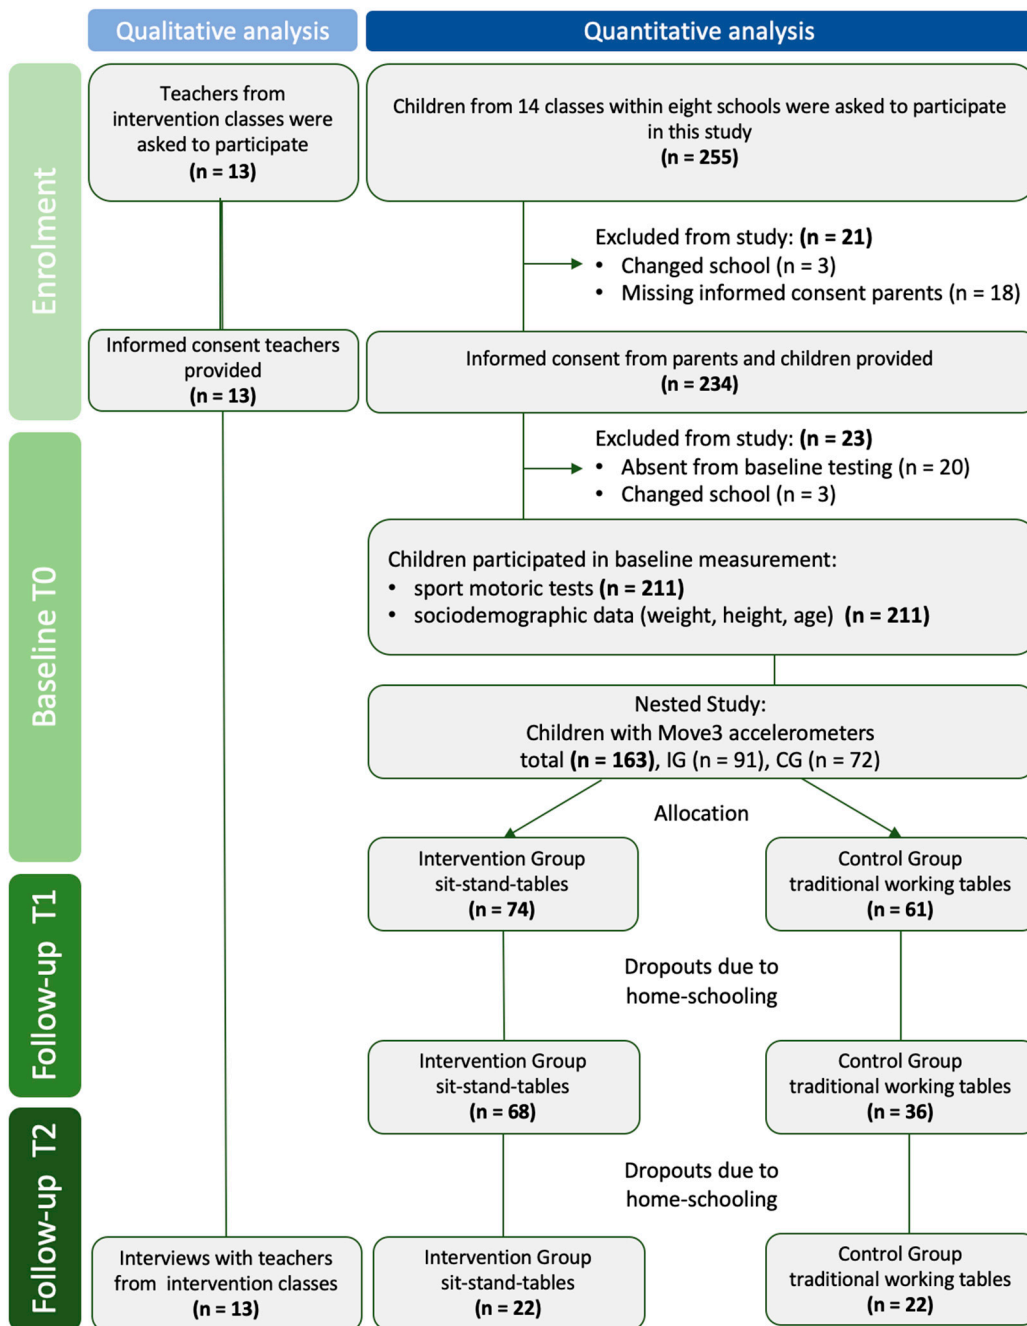 Qualitative analysis
Quantitative analysis
Enrolment
Teachers from
intervention classes were
asked to participate
(n = 13)
Children from 14 classes within eight schools were asked to participate
in this study
(n = 255)
Excluded from study: (n = 21)
• Changed school (n = 3)
• Missing informed consent parents (n = 18)
Informed consent teachers
provided
(n = 13)
Informed consent from parents and children provided
(n = 234)
Baseline T0
Excluded from study: (n = 23)
• Absent from baseline testing (n = 20)
• Changed school (n = 3)
Children participated in baseline measurement:
• sport motoric tests (n = 211)
• sociodemographic data (weight, height, age) (n = 211)
Nested Study:
Children with Move3 accelerometers
total (n = 163), IG (n = 91), CG (n = 72)
Allocation
Intervention Group
sit-stand-tables
(n = 74)
Control Group
traditional working tables
(n = 61)
Follow-up T1
Dropouts due to
home-schooling
Intervention Group
sit-stand-tables
(n = 68)
Control Group
traditional working tables
(n = 36)
Follow-up T2
Dropouts due to
home-schooling
Interviews with teachers
from intervention classes
(n = 13)
Intervention Group
sit-stand-tables
(n = 22)
Control Group
traditional working tables
(n = 22)